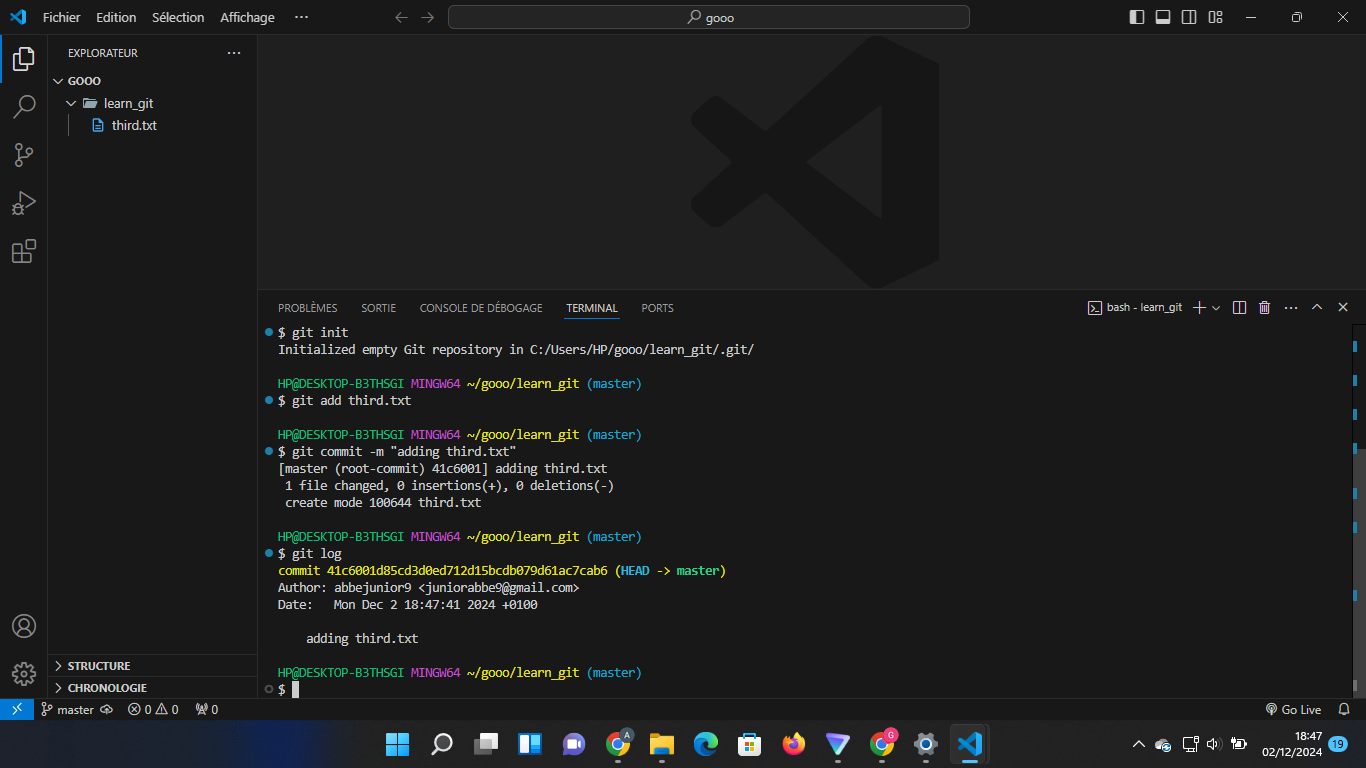 Fichier Edition Sélection Affichage ··· gooo
EXPLORATEUR ···
GOOO
learn_git
third.txt
PROBLÈMES SORTIE CONSOLE DE DÉBOGAGE TERMINAL PORTS bash - learn_git
$ git init
Initialized empty Git repository in C:/Users/HP/gooo/learn_git/.git/
HP@DESKTOP-B3THSGI MINGW64 ~/gooo/learn_git (master)
$ git add third.txt
HP@DESKTOP-B3THSGI MINGW64 ~/gooo/learn_git (master)
$ git commit -m "adding third.txt"
[master (root-commit) 41c6001] adding third.txt
1 file changed, 0 insertions(+), 0 deletions(-)
create mode 100644 third.txt
HP@DESKTOP-B3THSGI MINGW64 ~/gooo/learn_git (master)
$ git log
commit 41c6001d85cd3d0ed712d15bcdb079d61ac7cab6 (HEAD -> master)
Author: abbejunior9 <juniorabbe9@gmail.com>
Date:   Mon Dec 2 18:47:41 2024 +0100
adding third.txt
HP@DESKTOP-B3THSGI MINGW64 ~/gooo/learn_git (master)
$
STRUCTURE
CHRONOLOGIE
master 0 0 0 Go Live
A G 18:47
02/12/2024 19